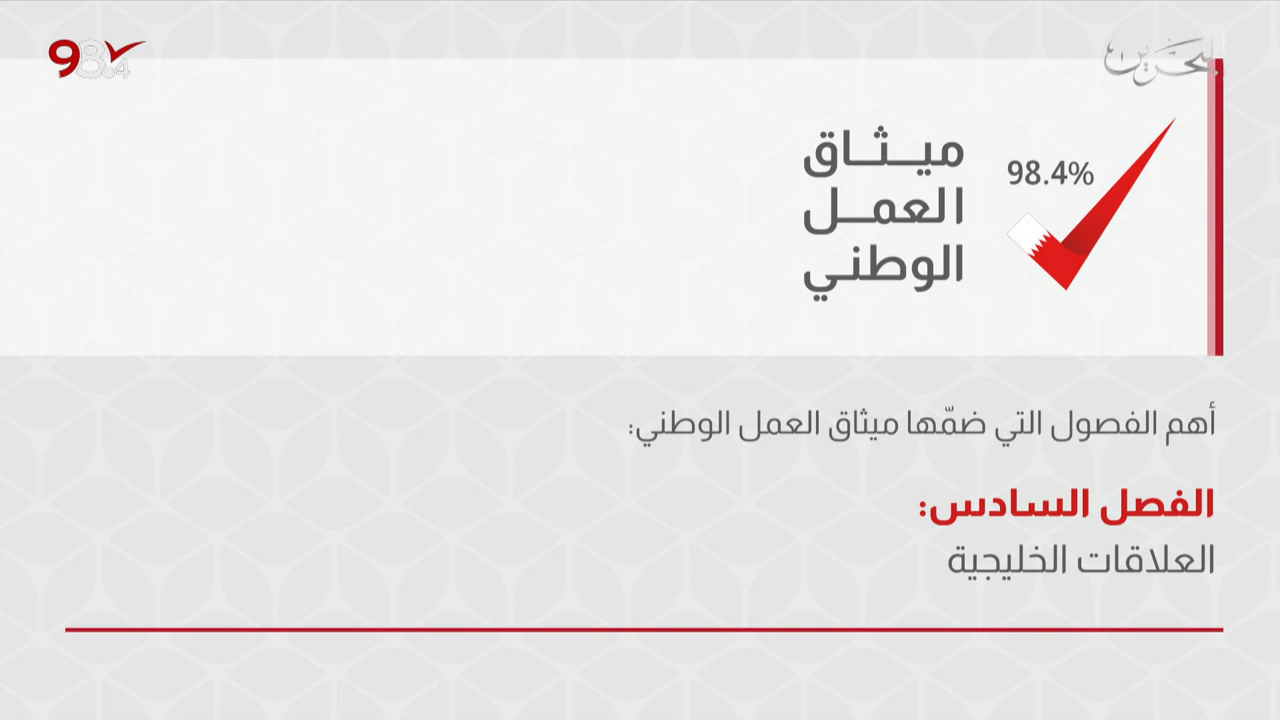 98.4
البحرين
98.4%
ميثاق
العمل
الوطني
أهم الفصول التي ضمّها ميثاق العمل الوطني:
الفصل السادس:
العلاقات الخليجية